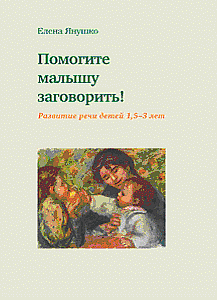 Елена Янушко
Помогите
малышу
заговорить!
Развитие речи детей 1,5–3 лет